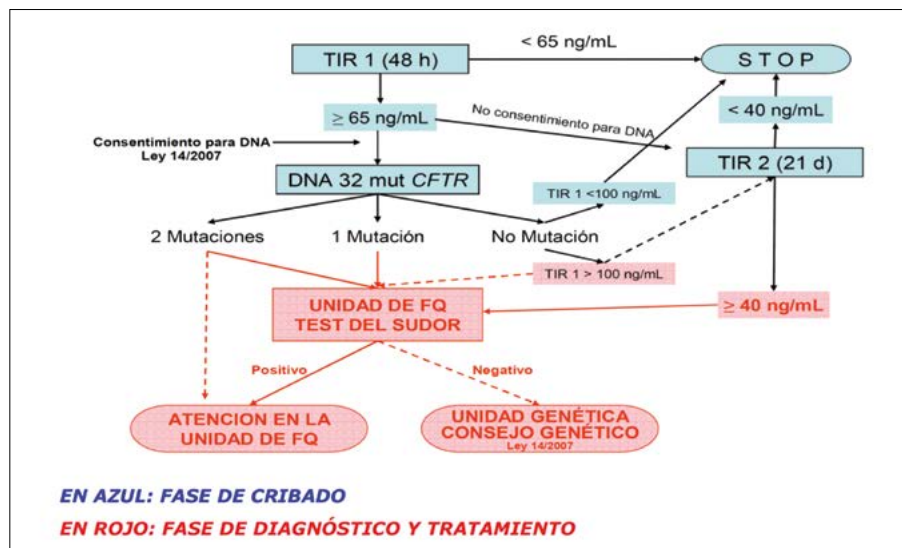 < 65 ng/mL
TIR 1 (48 h)
S T O P
≥ 65 ng/mL
No consentimiento para DNA
< 40 ng/mL
Consentimiento para DNA
Ley 14/2007
TIR 2 (21 d)
DNA 32 mut CFTR
TIR 1 <100 ng/mL
2 Mutaciones
1 Mutación
No Mutación
TIR 1 > 100 ng/mL
UNIDAD DE FQ
TEST DEL SUDOR
≥ 40 ng/mL
Positivo
Negativo
ATENCION EN LA
UNIDAD DE FQ
UNIDAD GENÉTICA
CONSEJO GENÉTICO
Ley 14/2007
EN AZUL: FASE DE CRIBADO
EN ROJO: FASE DE DIAGNÓSTICO Y TRATAMIENTO